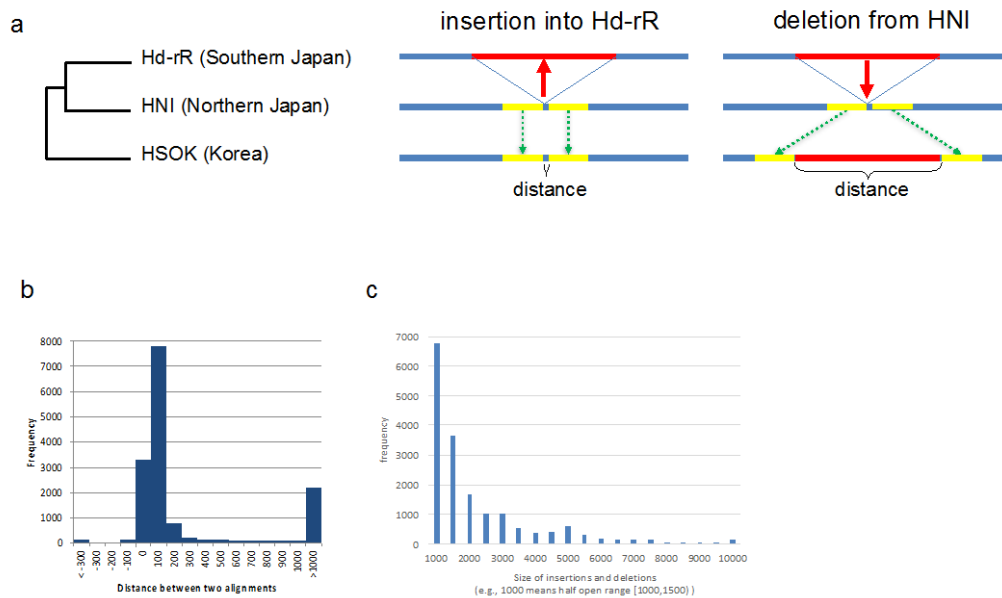 a
Hd-rR (Southern Japan)
HNI (Northern Japan)
HSOK (Korea)
insertion into Hd-rR
distance
deletion from HNI
distance
b
8000
7000
6000
5000
4000
3000
2000
1000
0
Frequency
< -300
-300
-200
-100
0
100
200
300
400
500
600
700
800
900
1000
>1000
Distance between two alignments
c
7000
6000
5000
4000
3000
2000
1000
0
frequency
1000
2000
3000
4000
5000
6000
7000
8000
9000
10000
Size of insertions and deletions
(e.g., 1000 means half open range [1000,1500) )